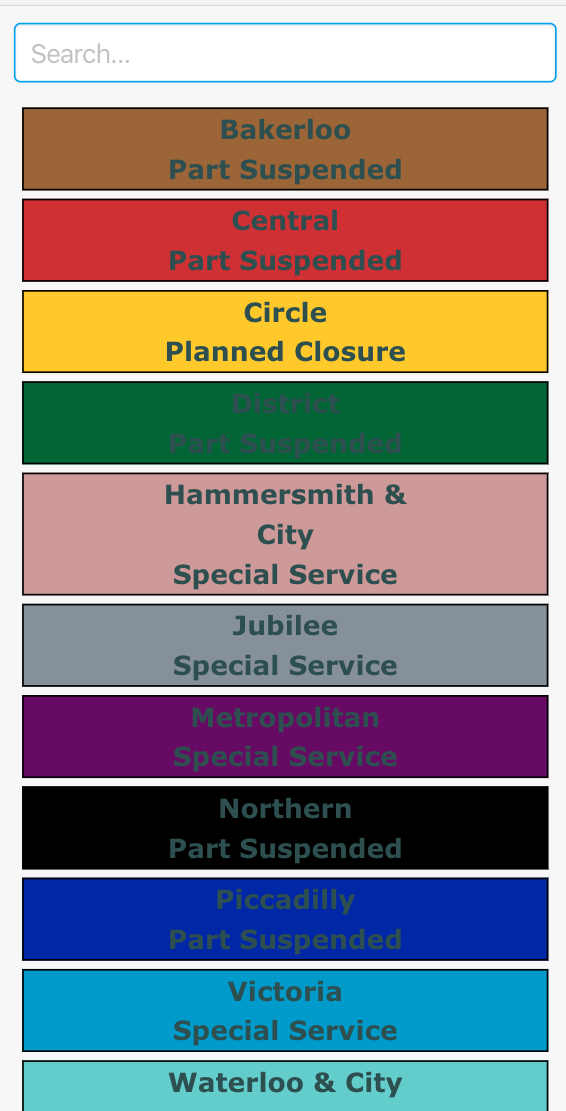 Search...
Bakerloo
Part Suspended
Central
Part Suspended
Circle
Planned Closure
District
Part Suspended
Hammersmith &
City
Special Service
Jubilee
Special Service
Metropolitan
Special Service
Northern
Part Suspended
Piccadilly
Part Suspended
Victoria
Special Service
Waterloo & City